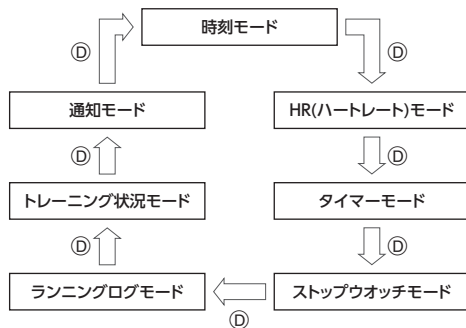 時刻モード
Ⓓ
Ⓓ
通知モード
HR(ハートレート)モード
Ⓓ
Ⓓ
トレーニング状況モード
タイマーモード
Ⓓ
Ⓓ
ランニングログモード
ストップウオッチモード
Ⓓ